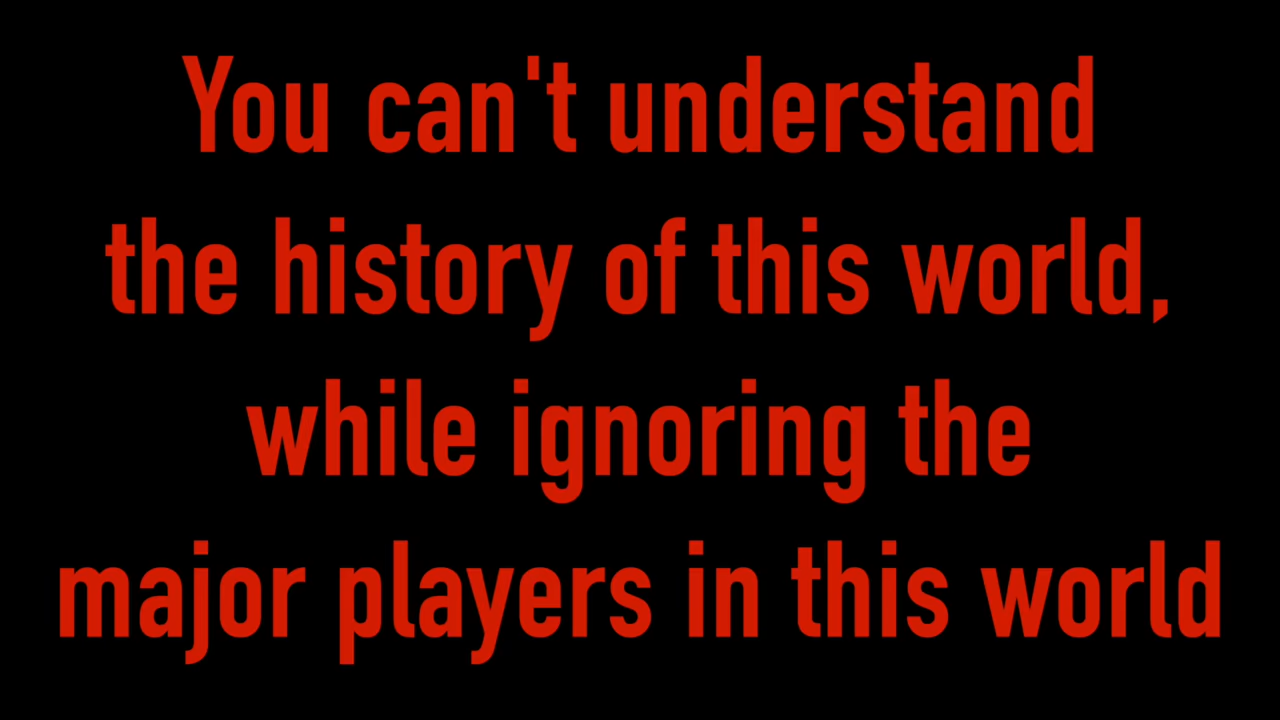 You can't understand
the history of this world,
while ignoring the
major players in this world